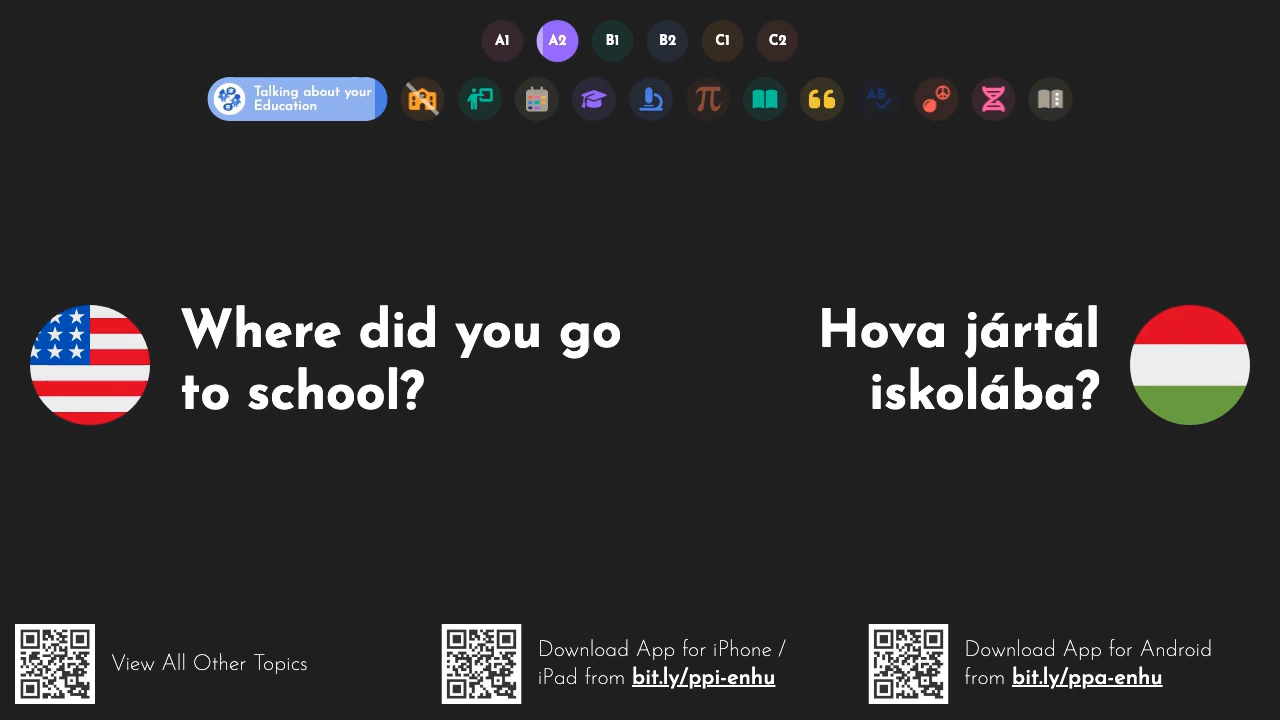 A1 A2 B1 B2 C1 C2
Talking about your
Education
Where did you go
to school?
Hova jártál
iskolába?
View All Other Topics
Download App for iPhone /
iPad from bit.ly/ppi-enhu
Download App for Android
from bit.ly/ppa-enhu